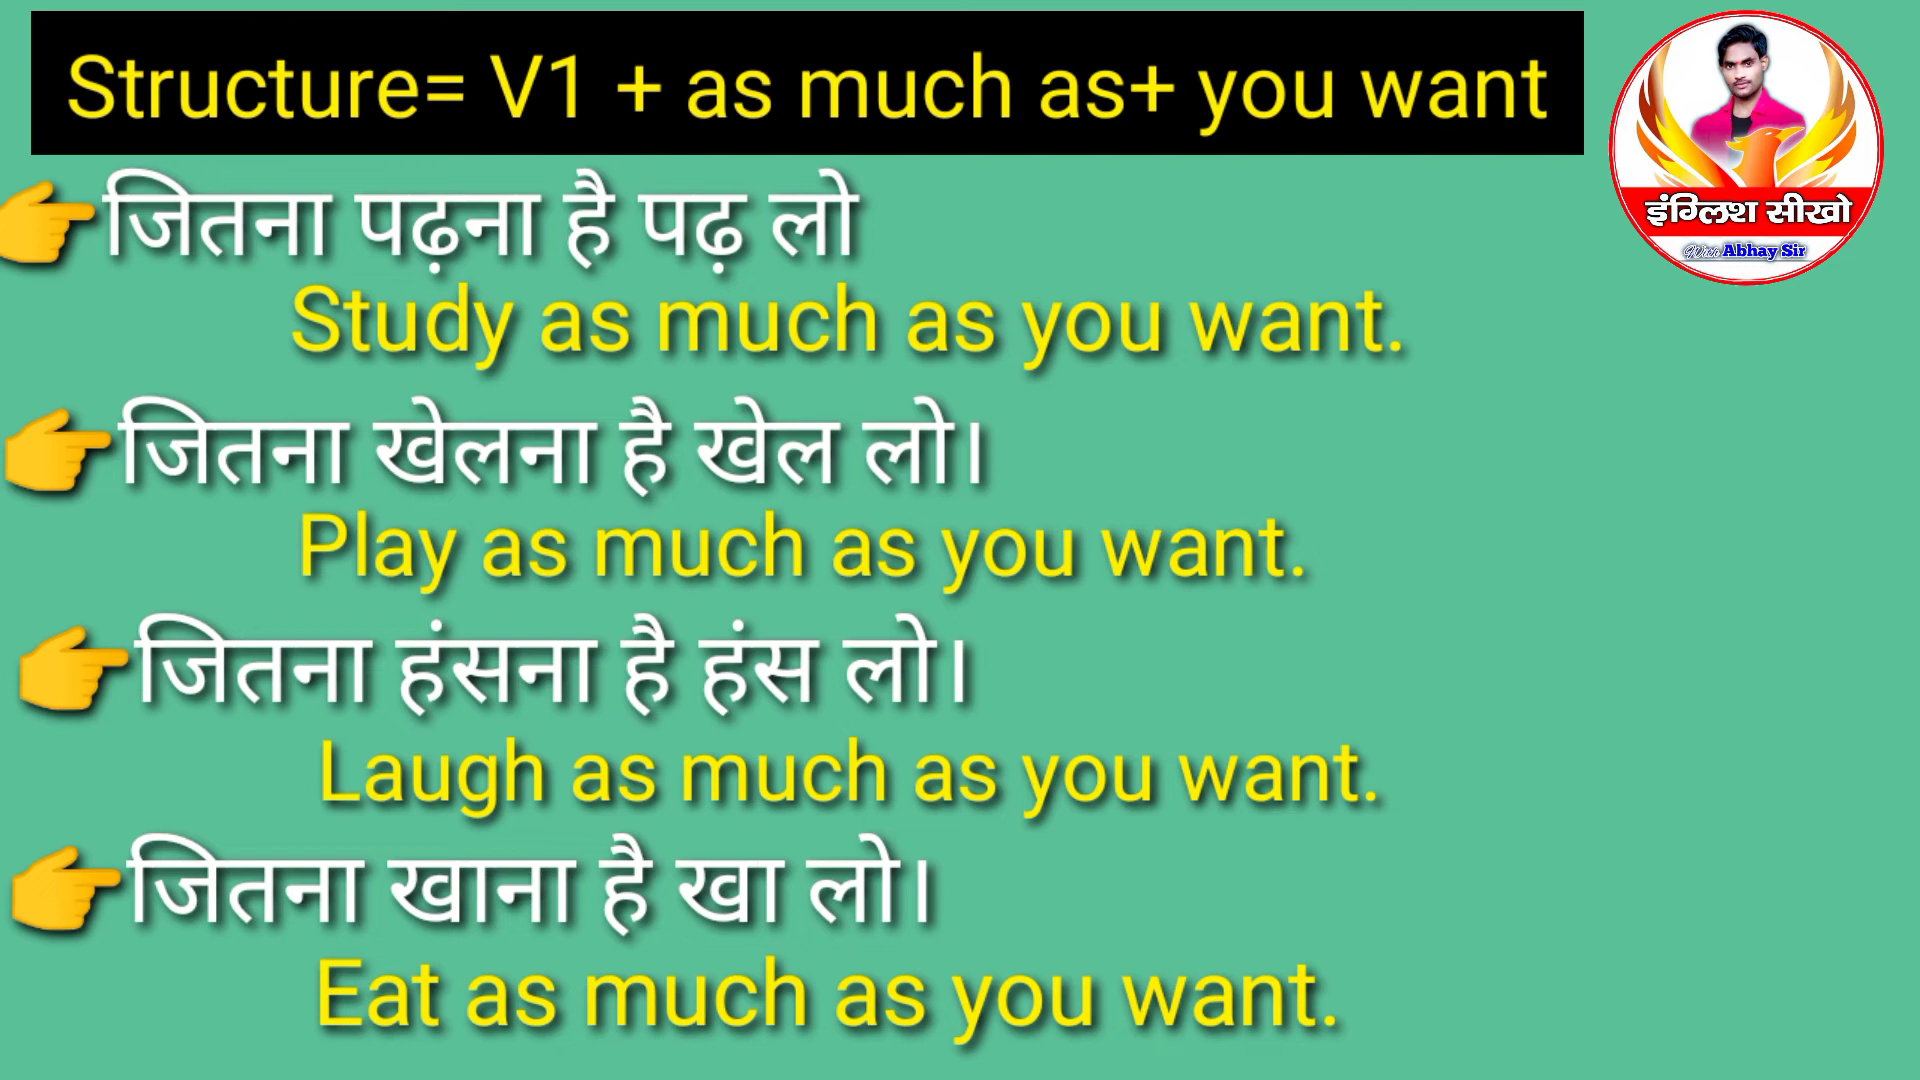 Structure= V1 + as much as+ you want
इंग्लिश सीखो
With Abhay Sir
👉जितना पढ़ना है पढ़ लो
Study as much as you want.
👉जितना खेलना है खेल लो।
Play as much as you want.
👉जितना हंसना है हंस लो।
Laugh as much as you want.
👉जितना खाना है खा लो।
Eat as much as you want.